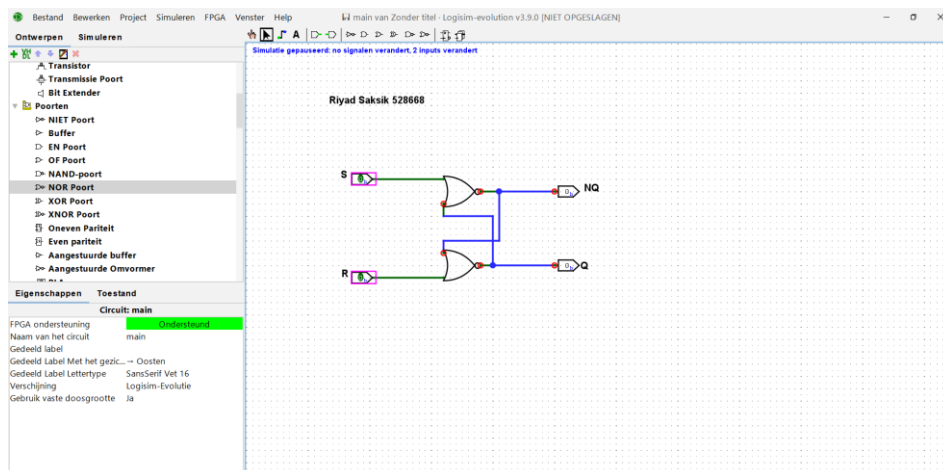 Bestand Bewerken Project Simuleren FPGA Venster Help main van Zonder titel - Logisim-evolution v3.9.0 [NIET OPGESLAGEN]
Ontwerpen Simuleren
Simulatie gepauseerd: no signalen verandert, 2 inputs verandert
Transistor
Transmissie Poort
Bit Extender
Poorten
NIET Poort
Buffer
EN Poort
OF Poort
NAND-poort
NOR Poort
XOR Poort
XNOR Poort
Oneven Pariteit
Even pariteit
Aangestuurde buffer
Aangestuurde Omvormer
Riyad Saksik 528668
S
NQ
R
Q
Eigenschappen Toestand
Circuit: main
FPGA ondersteuning Ondersteund
Naam van het circuit main
Gedeeld label
Gedeeld Label Met het gezic... → Oosten
Gedeeld Label Lettertype SansSerif Vet 16
Verschijning Logisim-Evolutie
Gebruik vaste doosgrootte Ja